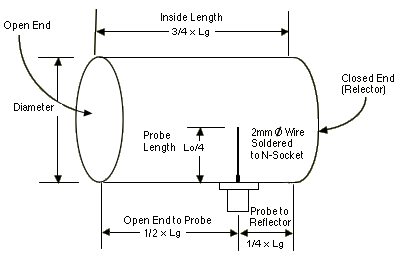 Inside Length
3/4 × Lg
Open End
Closed End
(Relector)
Diameter
Probe
Length
Lo/4
2mm Ø Wire
Soldered
to N-Socket
Open End to Probe
1/2 × Lg
Probe to
Reflector
1/4 × Lg